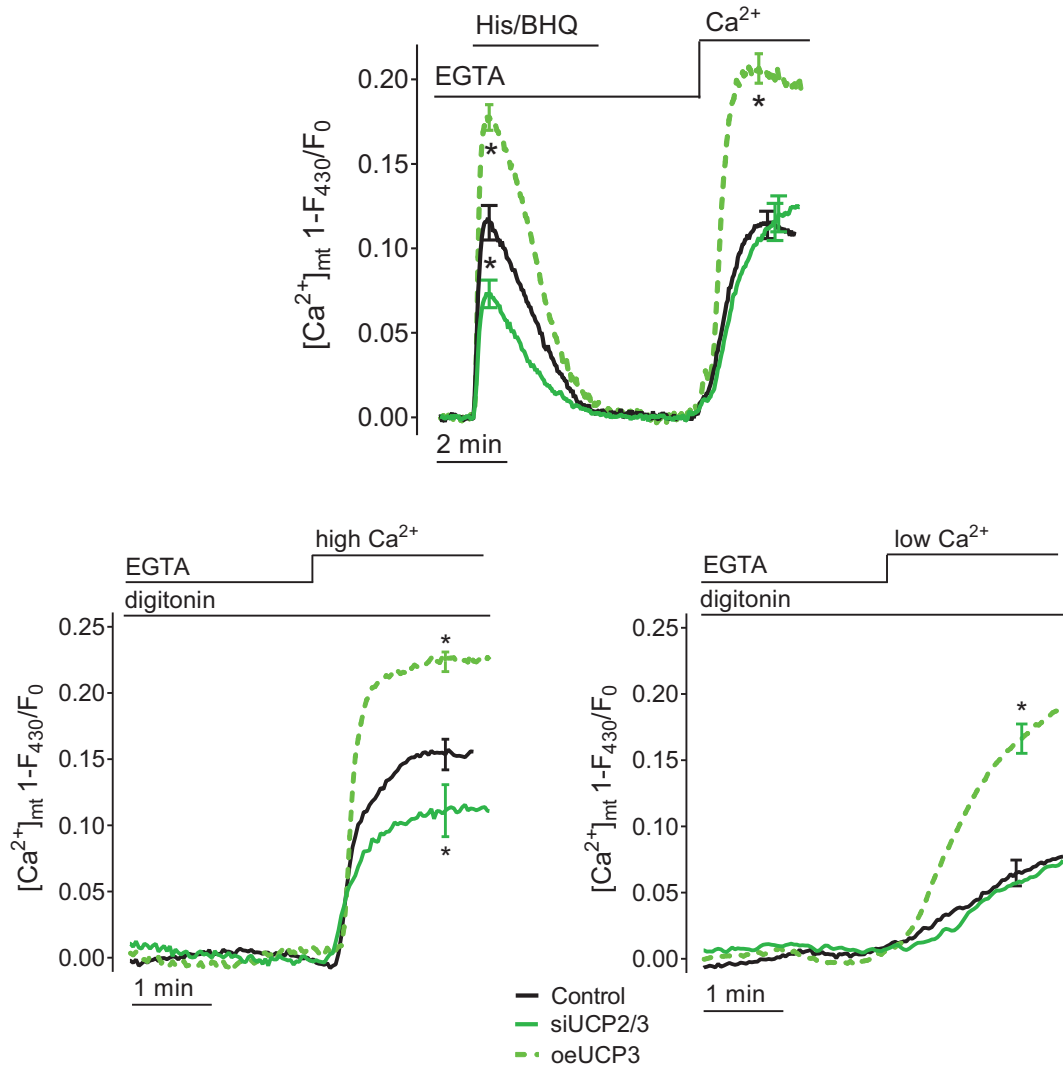 His/BHQ
Ca²⁺
EGTA
[Ca²⁺]mt 1-F430/F0
0.20
0.15
0.10
0.05
0.00
*
*
*
2 min
high Ca²⁺
EGTA
digitonin
[Ca²⁺]mt 1-F430/F0
0.25
0.20
0.15
0.10
0.05
0.00
*
*
1 min
low Ca²⁺
EGTA
digitonin
[Ca²⁺]mt 1-F430/F0
0.25
0.20
0.15
0.10
0.05
0.00
*
1 min
Control
siUCP2/3
oeUCP3